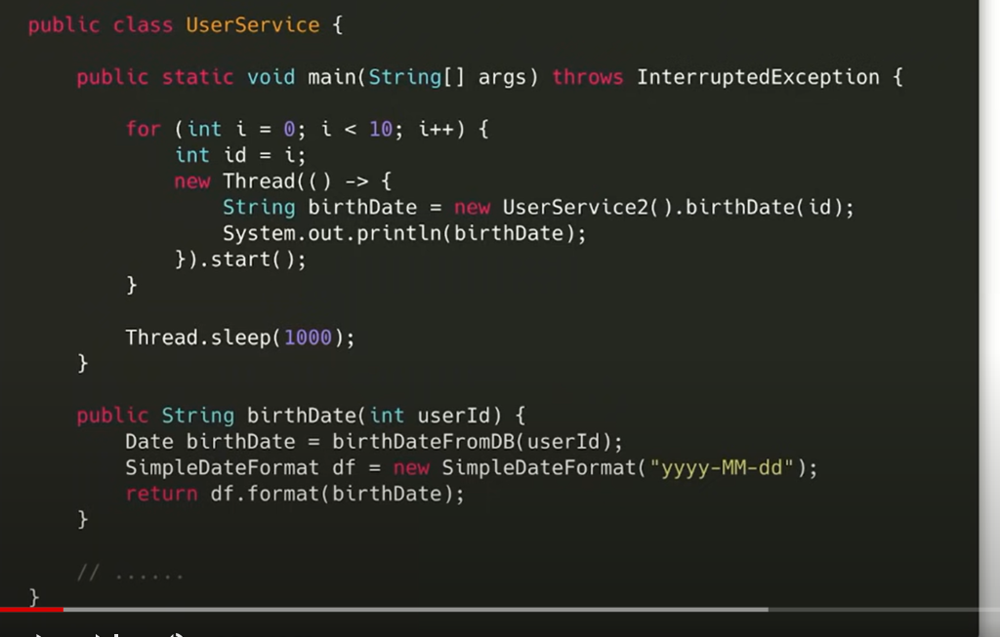 public class UserService {
public static void main(String[] args) throws InterruptedException {
for (int i = 0; i < 10; i++) {
int id = i;
new Thread(() -> {
String birthDate = new UserService2().birthDate(id);
System.out.println(birthDate);
}).start();
}
Thread.sleep(1000);
}
public String birthDate(int userId) {
Date birthDate = birthDateFromDB(userId);
SimpleDateFormat df = new SimpleDateFormat("yyyy-MM-dd");
return df.format(birthDate);
}
// ......
}